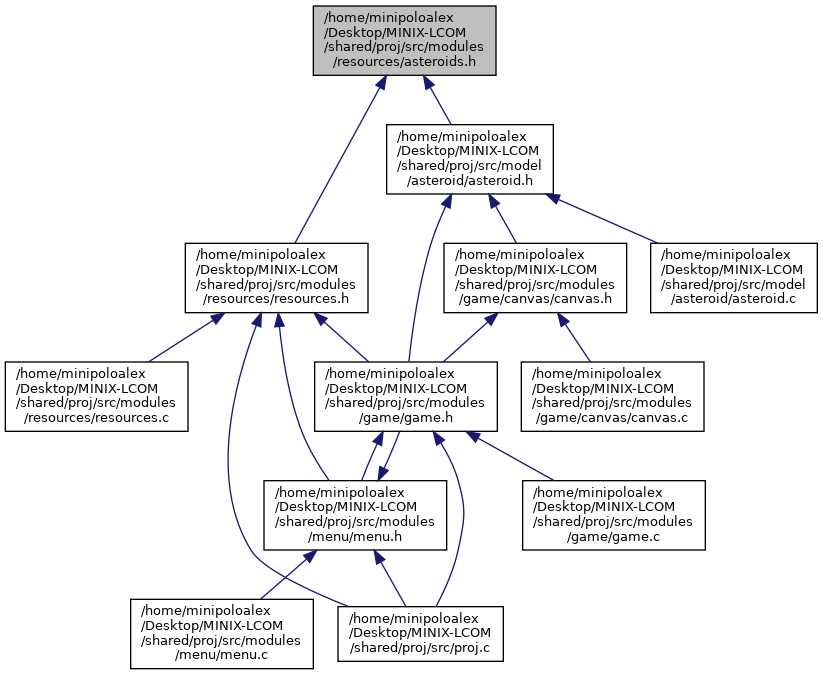 /home/minipoloalex
/Desktop/MINIX-LCOM
/shared/proj/src/modules
/resources/asteroids.h
/home/minipoloalex
/Desktop/MINIX-LCOM
/shared/proj/src/model
/asteroid/asteroid.h
/home/minipoloalex
/Desktop/MINIX-LCOM
/shared/proj/src/modules
/resources/resources.h
/home/minipoloalex
/Desktop/MINIX-LCOM
/shared/proj/src/modules
/game/canvas/canvas.h
/home/minipoloalex
/Desktop/MINIX-LCOM
/shared/proj/src/model
/asteroid/asteroid.c
/home/minipoloalex
/Desktop/MINIX-LCOM
/shared/proj/src/modules
/resources/resources.c
/home/minipoloalex
/Desktop/MINIX-LCOM
/shared/proj/src/modules
/game/game.h
/home/minipoloalex
/Desktop/MINIX-LCOM
/shared/proj/src/modules
/game/canvas/canvas.c
/home/minipoloalex
/Desktop/MINIX-LCOM
/shared/proj/src/modules
/menu/menu.h
/home/minipoloalex
/Desktop/MINIX-LCOM
/shared/proj/src/modules
/game/game.c
/home/minipoloalex
/Desktop/MINIX-LCOM
/shared/proj/src/modules
/menu/menu.c
/home/minipoloalex
/Desktop/MINIX-LCOM
/shared/proj/src/proj.c